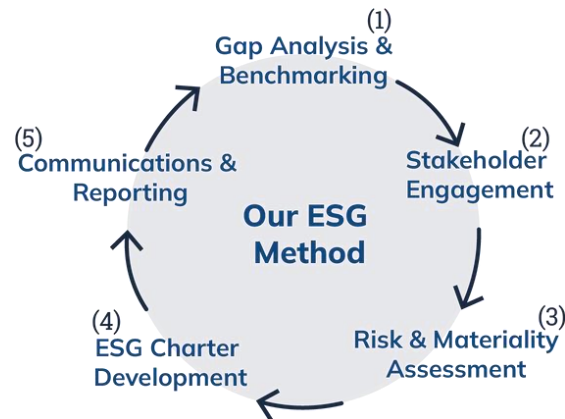 (1)
Gap Analysis &
Benchmarking
(2)
Stakeholder
Engagement
(3)
Risk & Materiality
Assessment
(4)
ESG Charter
Development
(5)
Communications &
Reporting
Our ESG
Method